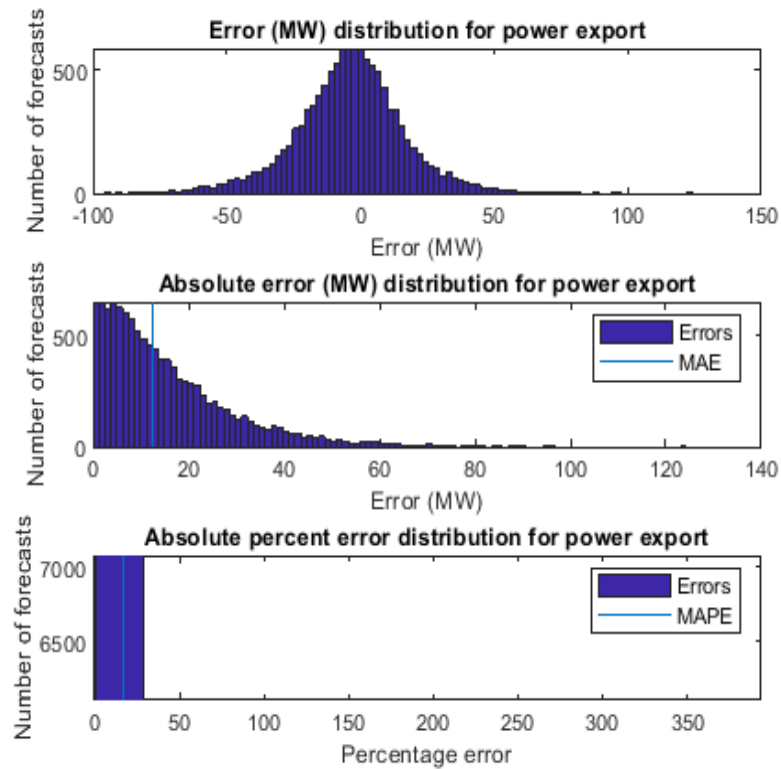 Error (MW) distribution for power export
Number of forecasts
500
0
-100 -50 0 50 100 150
Error (MW)
Absolute error (MW) distribution for power export
Number of forecasts
500
0
Errors
MAE
0 20 40 60 80 100 120 140
Error (MW)
Absolute percent error distribution for power export
Number of forecasts
7000
6500
Errors
MAPE
0 50 100 150 200 250 300 350
Percentage error